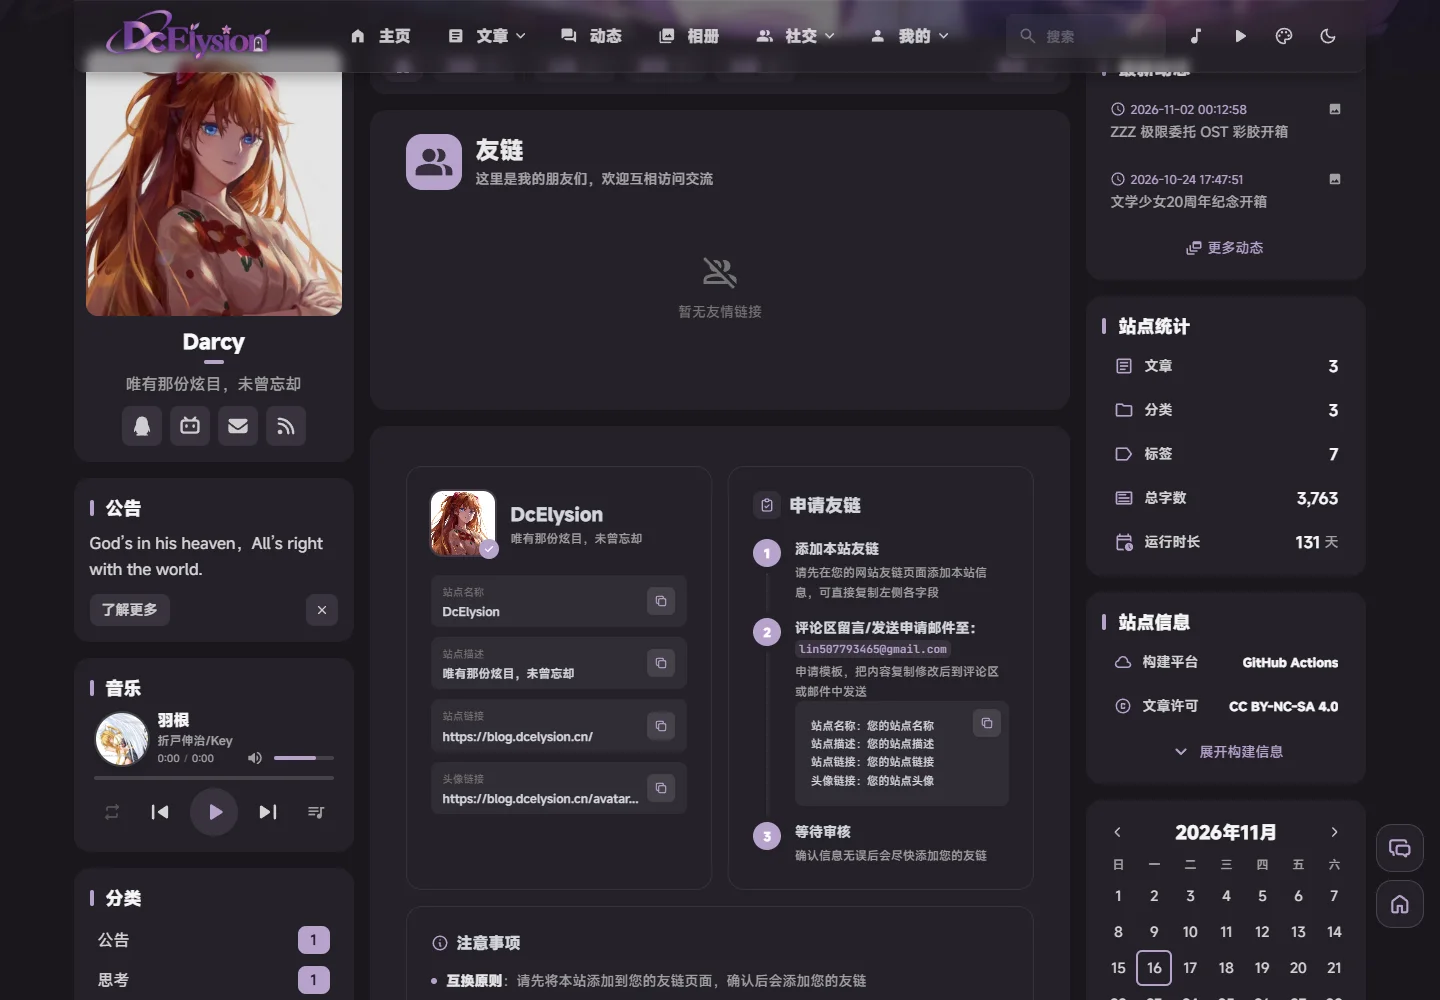 DcElysion
主页
文章
动态
相册
社交
我的
搜索
Darcy
唯有那份炫目，未曾忘却
公告
God's in his heaven，All's right
with the world.
了解更多
音乐
羽根
折戸伸治/Key
0:00 / 0:00
分类
公告 1
思考 1
友链
这里是我的朋友们，欢迎互相访问交流
暂无友情链接
DcElysion
唯有那份炫目，未曾忘却
站点名称
DcElysion
站点描述
唯有那份炫目，未曾忘却
站点链接
https://blog.dcelysion.cn/
头像链接
https://blog.dcelysion.cn/avatar...
申请友链
1 添加本站友链
请先在您的网站友链页面添加本站信
息，可直接复制左侧各字段
2 评论区留言/发送申请邮件至：
lin507793465@gmail.com
申请模板，把内容复制修改后到评论区
或邮件中发送
站点名称：您的站点名称
站点描述：您的站点描述
站点链接：您的站点链接
头像链接：您的站点头像
3 等待审核
确认信息无误后会尽快添加您的友链
注意事项
互换原则：请先将本站添加到您的友链页面，确认后会添加您的友链
最新动态
2026-11-02 00:12:58
ZZZ 极限委托 OST 彩胶开箱
2026-10-24 17:47:51
文学少女20周年纪念开箱
更多动态
站点统计
文章 3
分类 3
标签 7
总字数 3,763
运行时长 131 天
站点信息
构建平台 GitHub Actions
文章许可 CC BY-NC-SA 4.0
展开构建信息
2026年11月
日 一 二 三 四 五 六
1 2 3 4 5 6 7
8 9 10 11 12 13 14
15 16 17 18 19 20 21